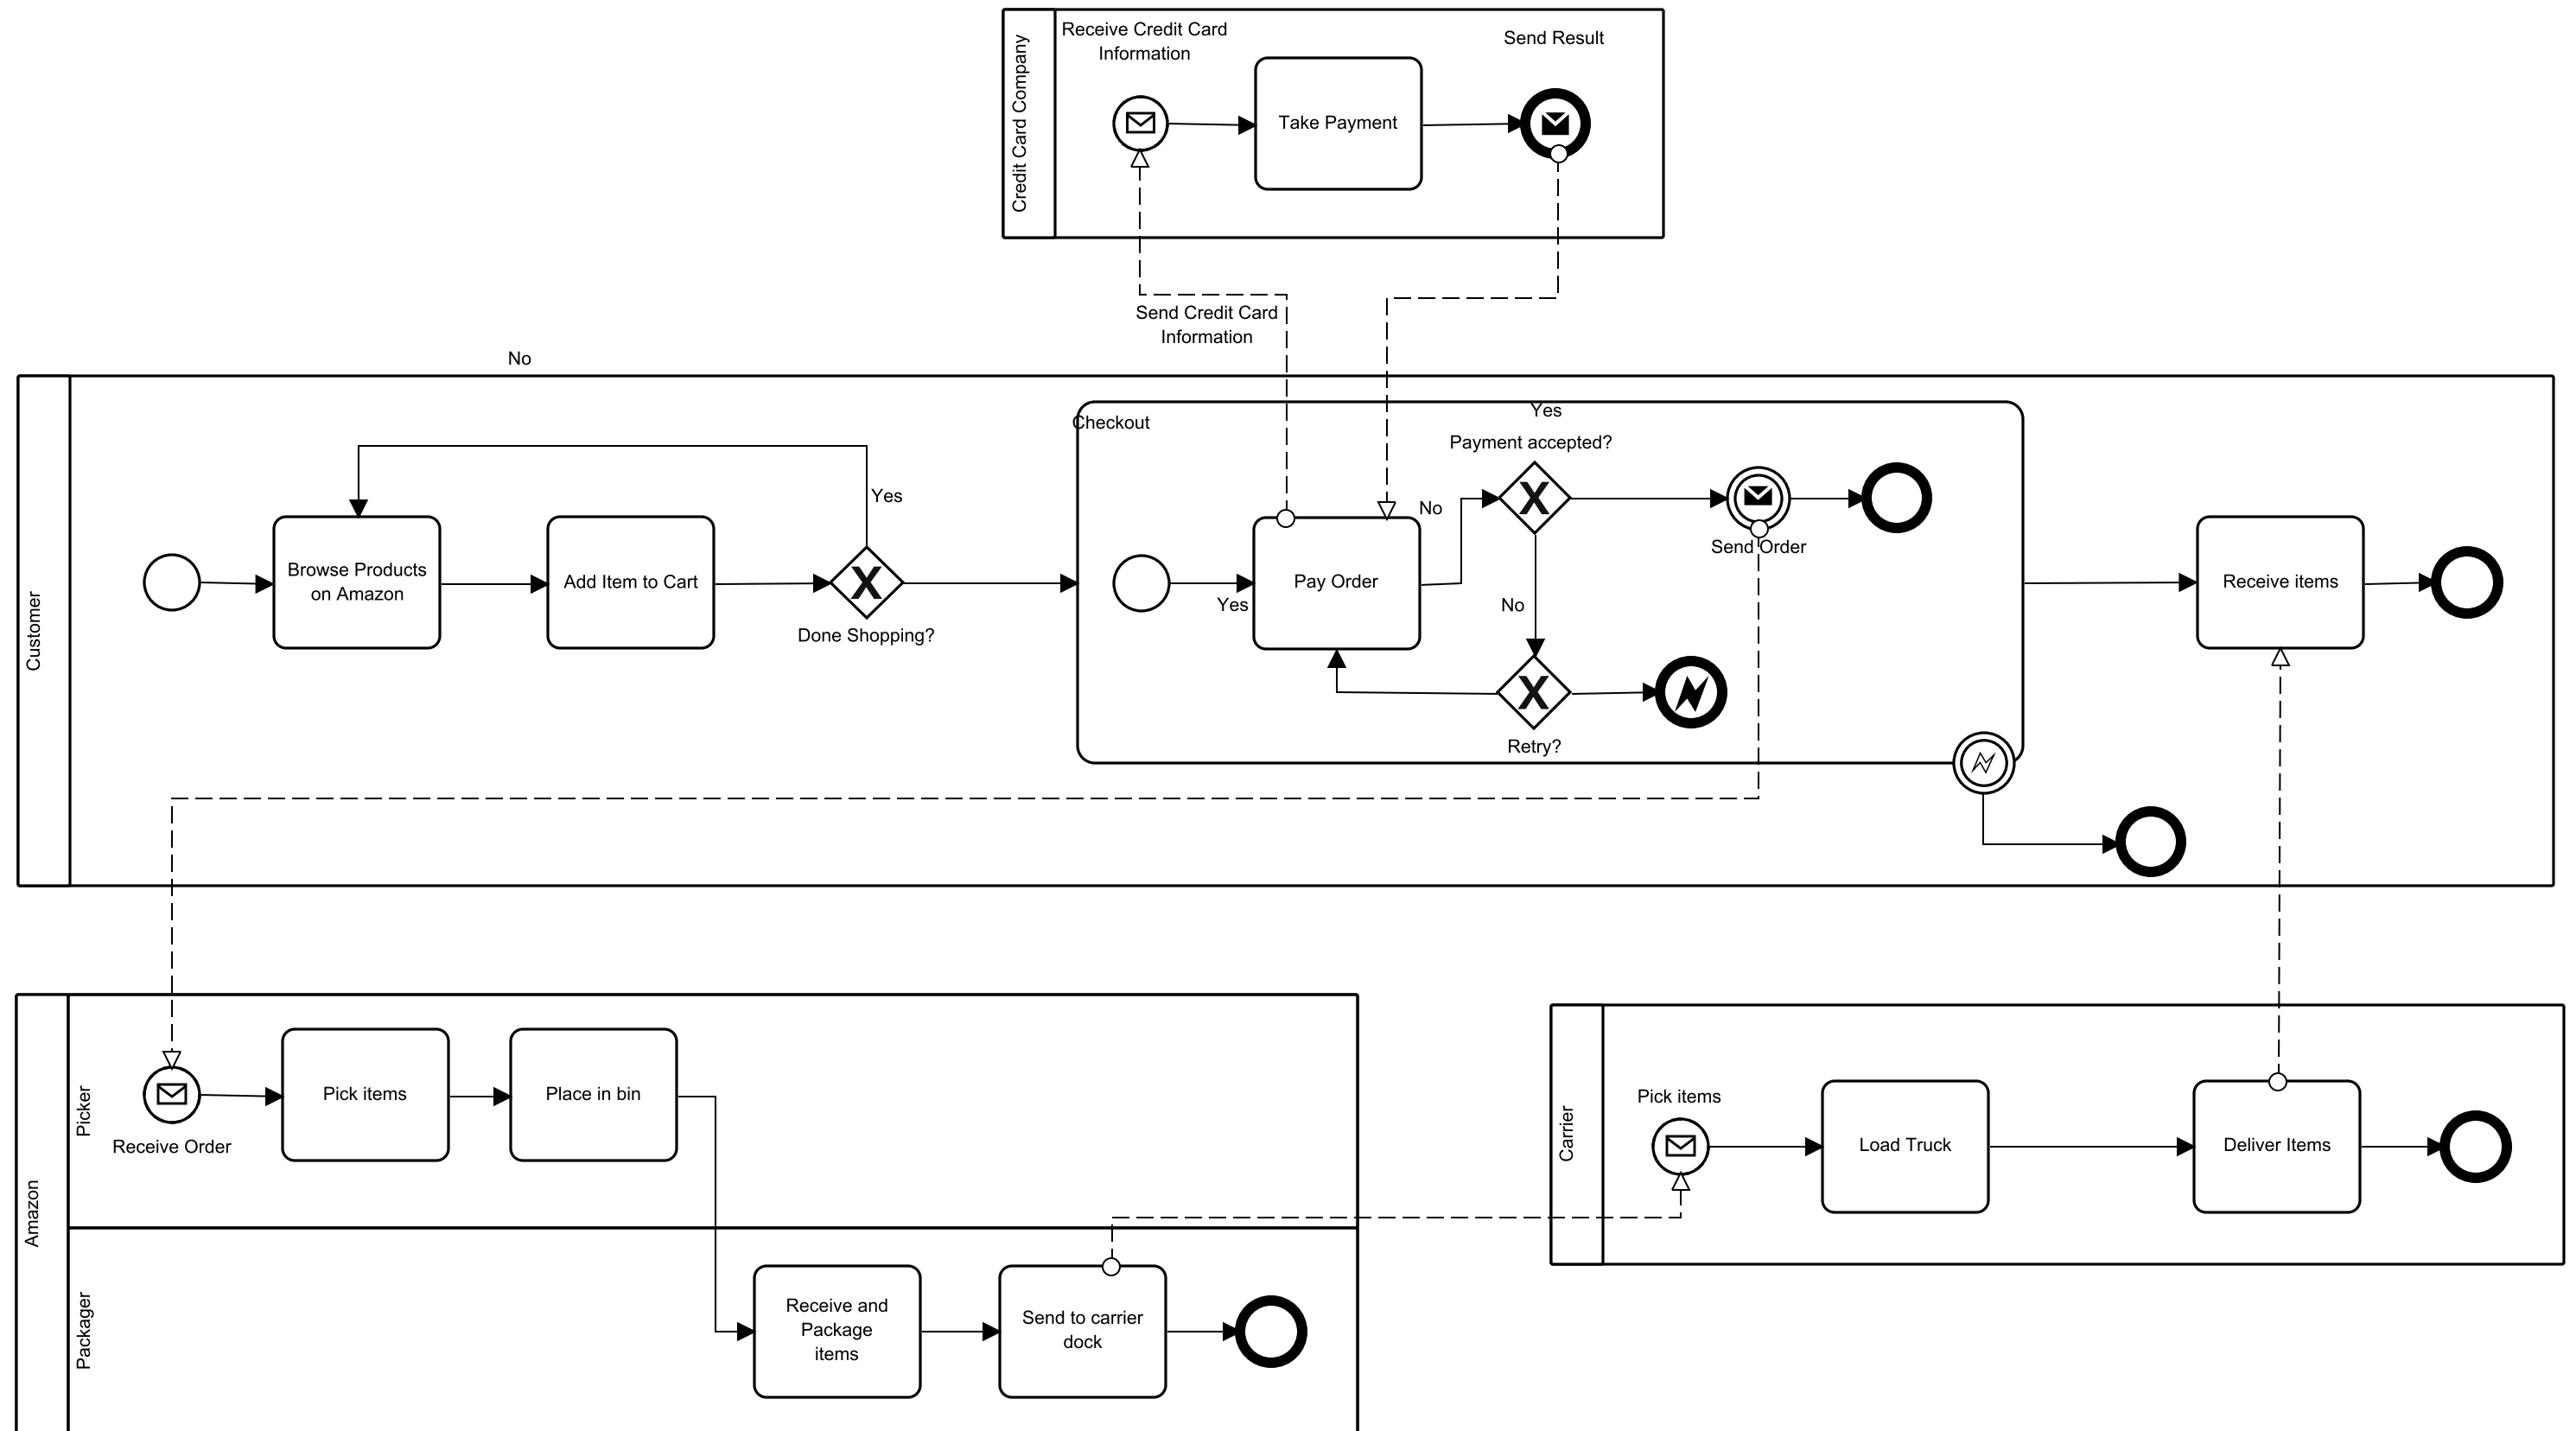 Receive Credit Card
Information
Send Result
Credit Card Company
Take Payment
Send Credit Card
Information
No
Customer
Checkout
Yes
Payment accepted?
Yes
No
Browse Products
on Amazon
Add Item to Cart
Done Shopping?
Yes
Pay Order
No
Send Order
Retry?
Receive items
Amazon
Picker
Receive Order
Pick items
Place in bin
Packager
Receive and
Package
items
Send to carrier
dock
Carrier
Pick items
Load Truck
Deliver Items